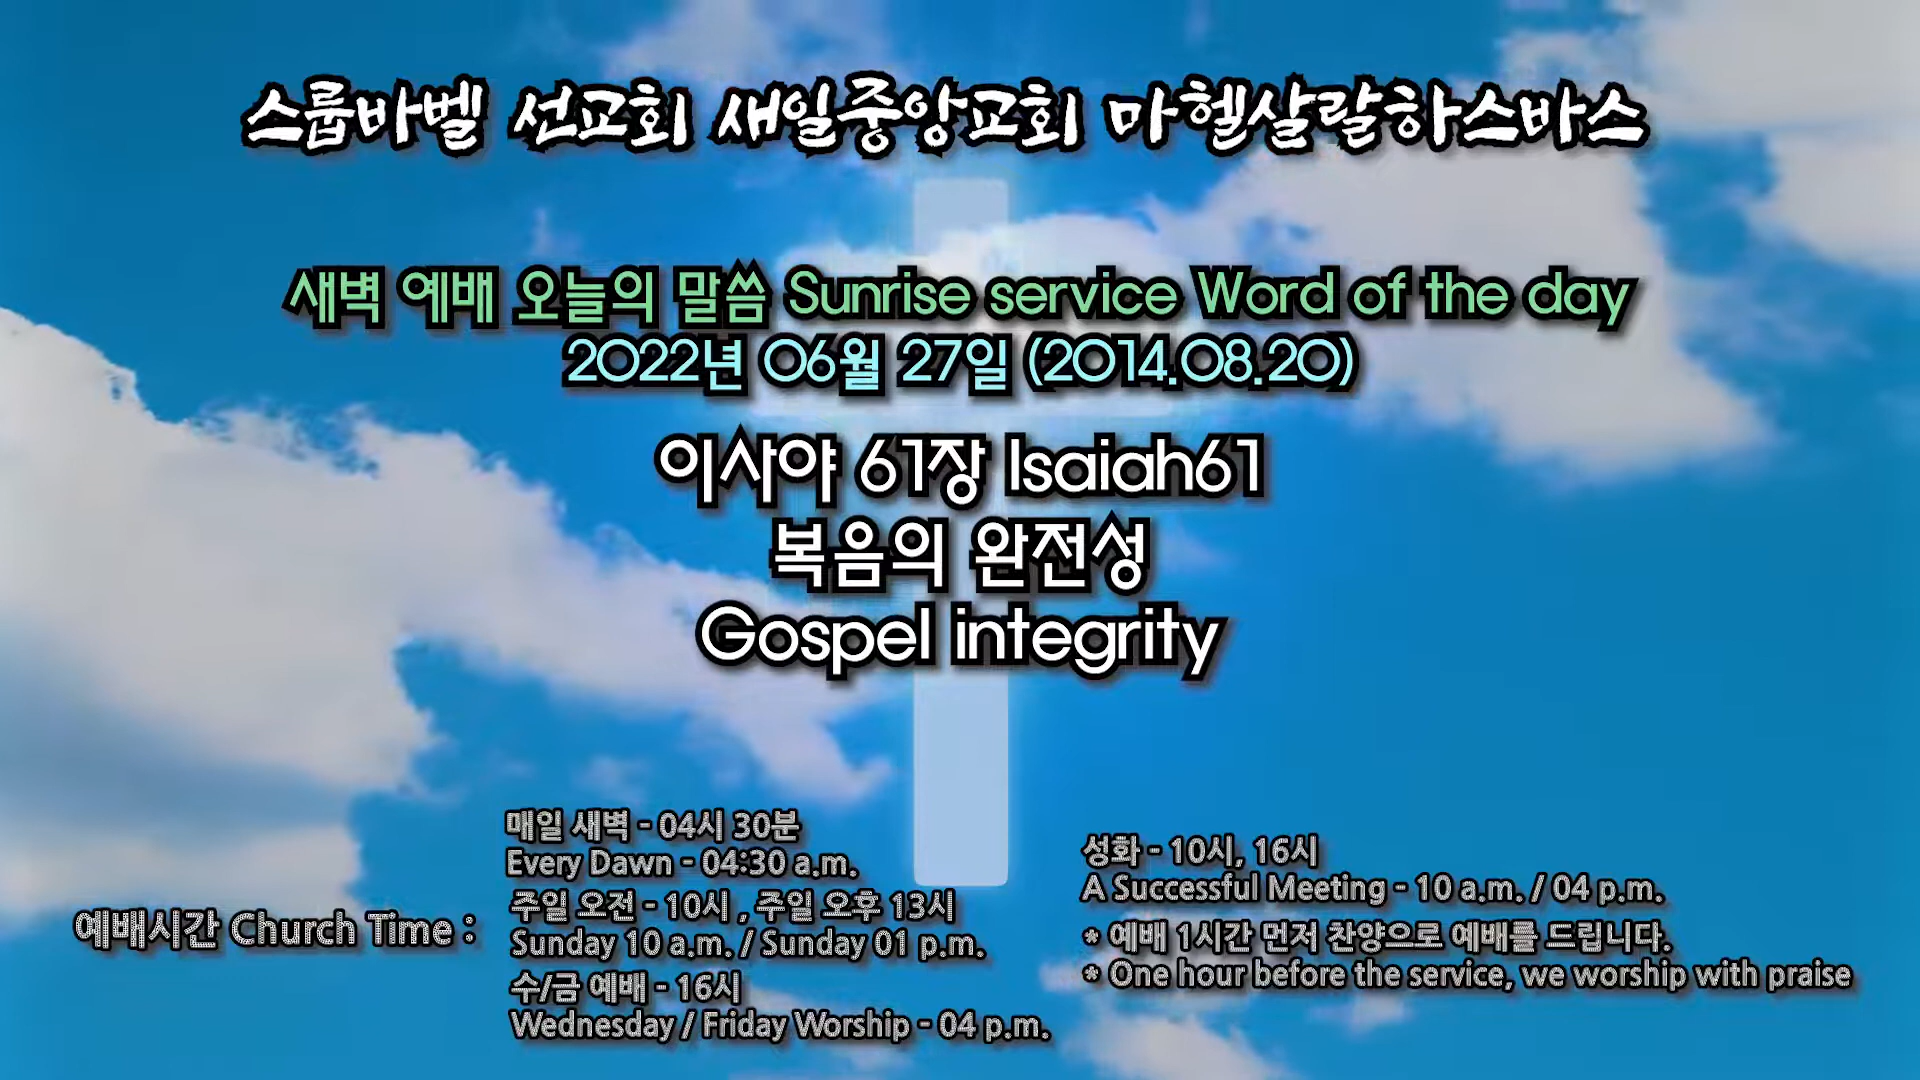 스룹바벨 선교회 새일중앙교회 마헬살랄하스바스
새벽 예배 오늘의 말씀 Sunrise service Word of the day
2022년 06월 27일 (2014.08.20)
이사야 61장 Isaiah61
복음의 완전성
Gospel integrity
예배시간 Church Time :
매일 새벽 - 04시 30분
Every Dawn - 04:30 a.m.
주일 오전 - 10시 , 주일 오후 13시
Sunday 10 a.m. / Sunday 01 p.m.
수/금 예배 - 16시
Wednesday / Friday Worship - 04 p.m.
성화 - 10시, 16시
A Successful Meeting - 10 a.m. / 04 p.m.
* 예배 1시간 먼저 찬양으로 예배를 드립니다.
* One hour before the service, we worship with praise